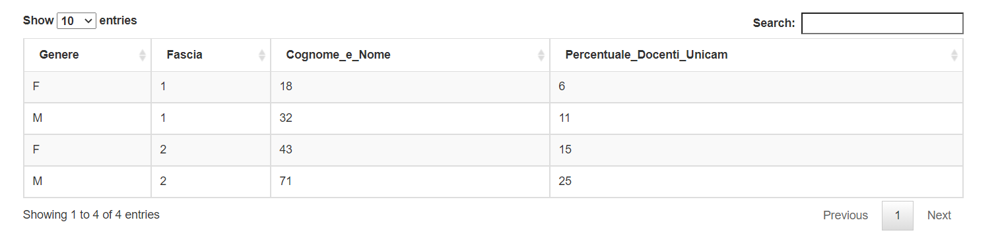 Show 10 entries Search:
Genere Fascia Cognome_e_Nome Percentuale_Docenti_Unicam
F 1 18 6
M 1 32 11
F 2 43 15
M 2 71 25
Showing 1 to 4 of 4 entries Previous 1 Next